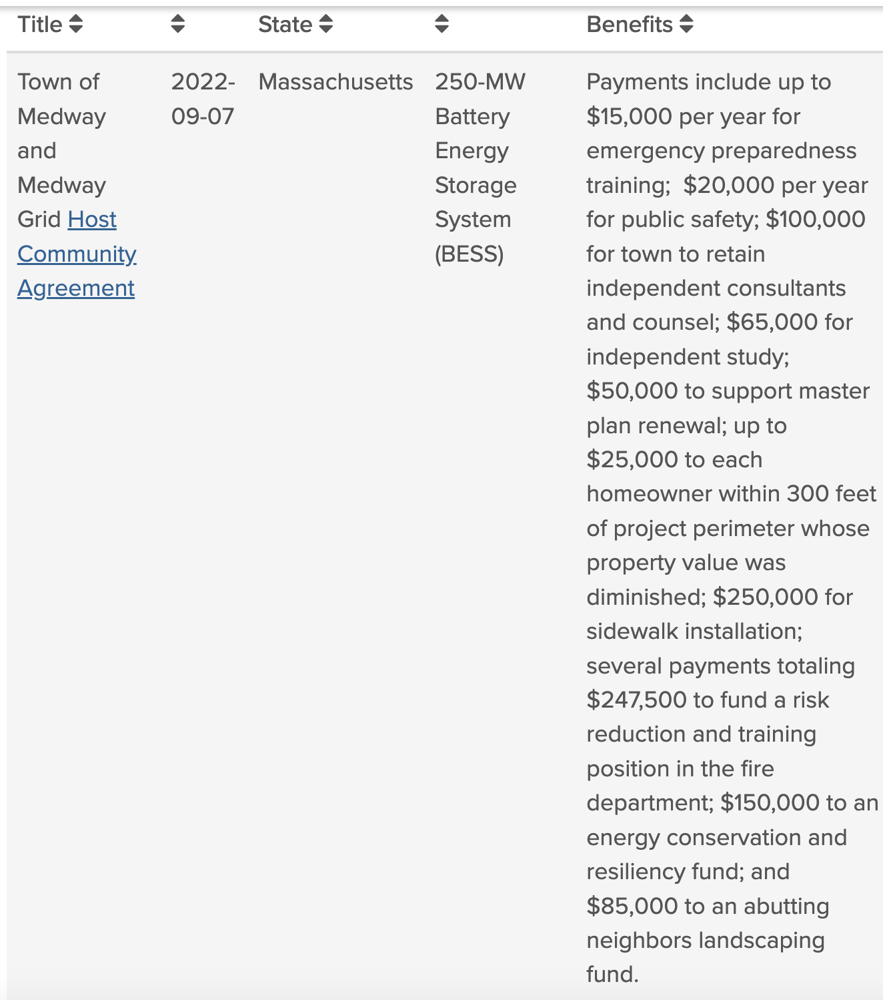 Title State Benefits
Town of
Medway
and
Medway
Grid Host
Community
Agreement
2022-
09-07
Massachusetts
250-MW
Battery
Energy
Storage
System
(BESS)
Payments include up to
$15,000 per year for
emergency preparedness
training;  $20,000 per year
for public safety; $100,000
for town to retain
independent consultants
and counsel; $65,000 for
independent study;
$50,000 to support master
plan renewal; up to
$25,000 to each
homeowner within 300 feet
of project perimeter whose
property value was
diminished; $250,000 for
sidewalk installation;
several payments totaling
$247,500 to fund a risk
reduction and training
position in the fire
department; $150,000 to an
energy conservation and
resiliency fund; and
$85,000 to an abutting
neighbors landscaping
fund.